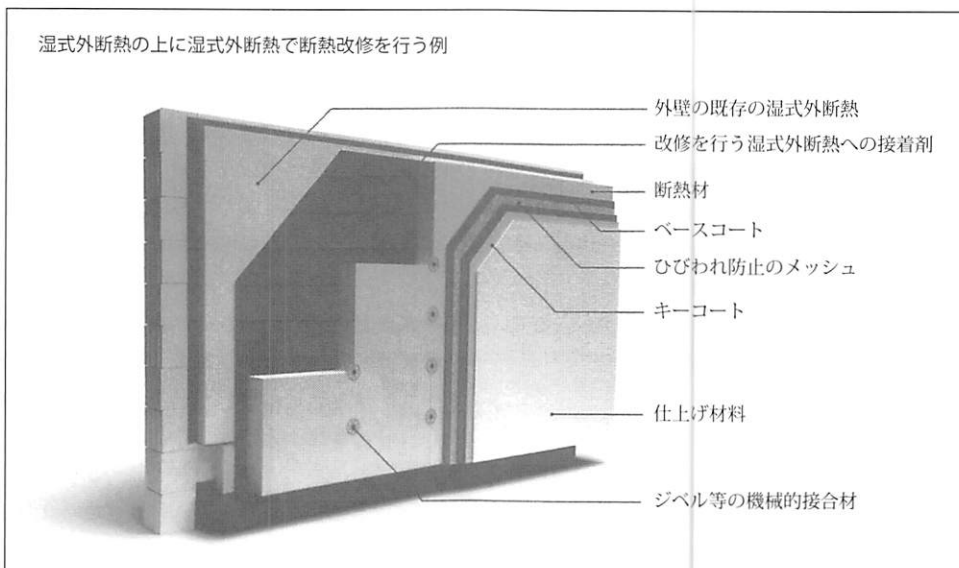 湿式外断熱の上に湿式外断熱で断熱改修を行う例
外壁の既存の湿式外断熱
改修を行う湿式外断熱への接着剤
断熱材
ベースコート
ひびわれ防止のメッシュ
キーコート
仕上げ材料
ジベル等の機械的接合材